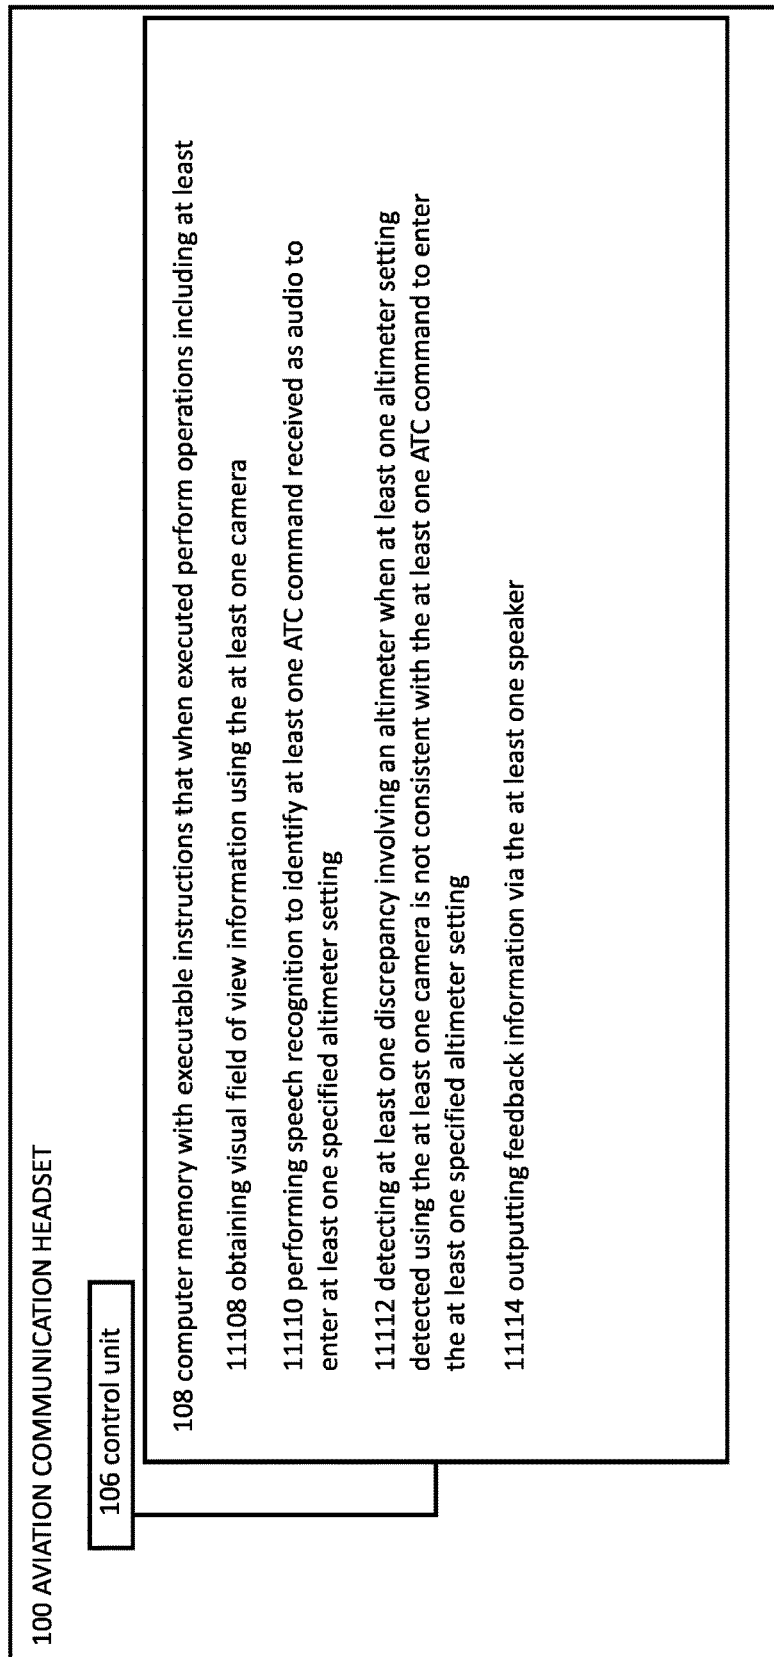 100 AVIATION COMMUNICATION HEADSET
106 control unit
108 computer memory with executable instructions that when executed perform operations including at least
11108 obtaining visual field of view information using the at least one camera
11110 performing speech recognition to identify at least one ATC command received as audio to
enter at least one specified altimeter setting
11112 detecting at least one discrepancy involving an altimeter when at least one altimeter setting
detected using the at least one camera is not consistent with the at least one ATC command to enter
the at least one specified altimeter setting
11114 outputting feedback information via the at least one speaker